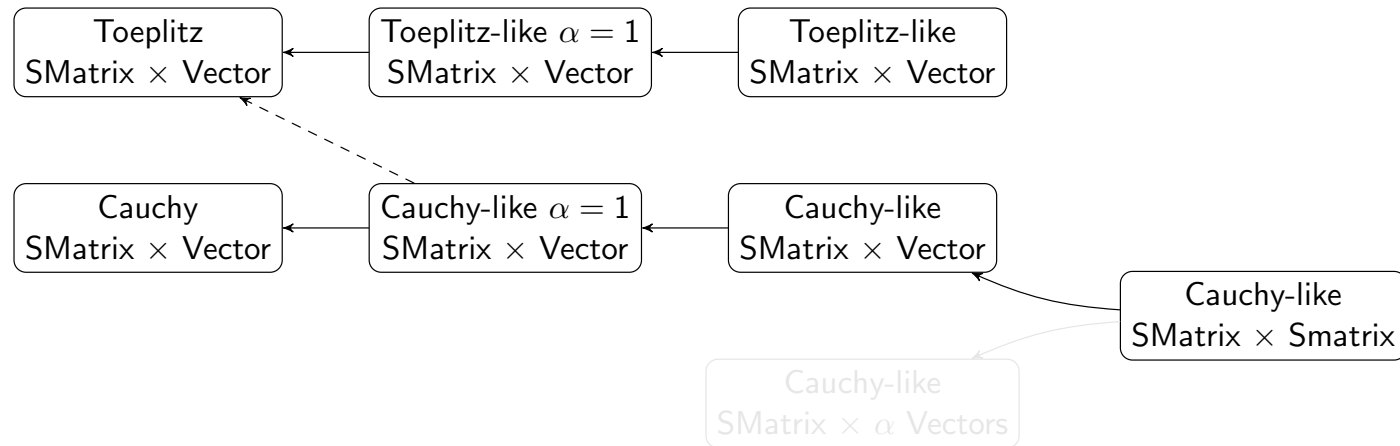 Toeplitz
SMatrix × Vector
Toeplitz-like α = 1
SMatrix × Vector
Toeplitz-like
SMatrix × Vector
Cauchy
SMatrix × Vector
Cauchy-like α = 1
SMatrix × Vector
Cauchy-like
SMatrix × Vector
Cauchy-like
SMatrix × Smatrix
Cauchy-like
SMatrix × α Vectors